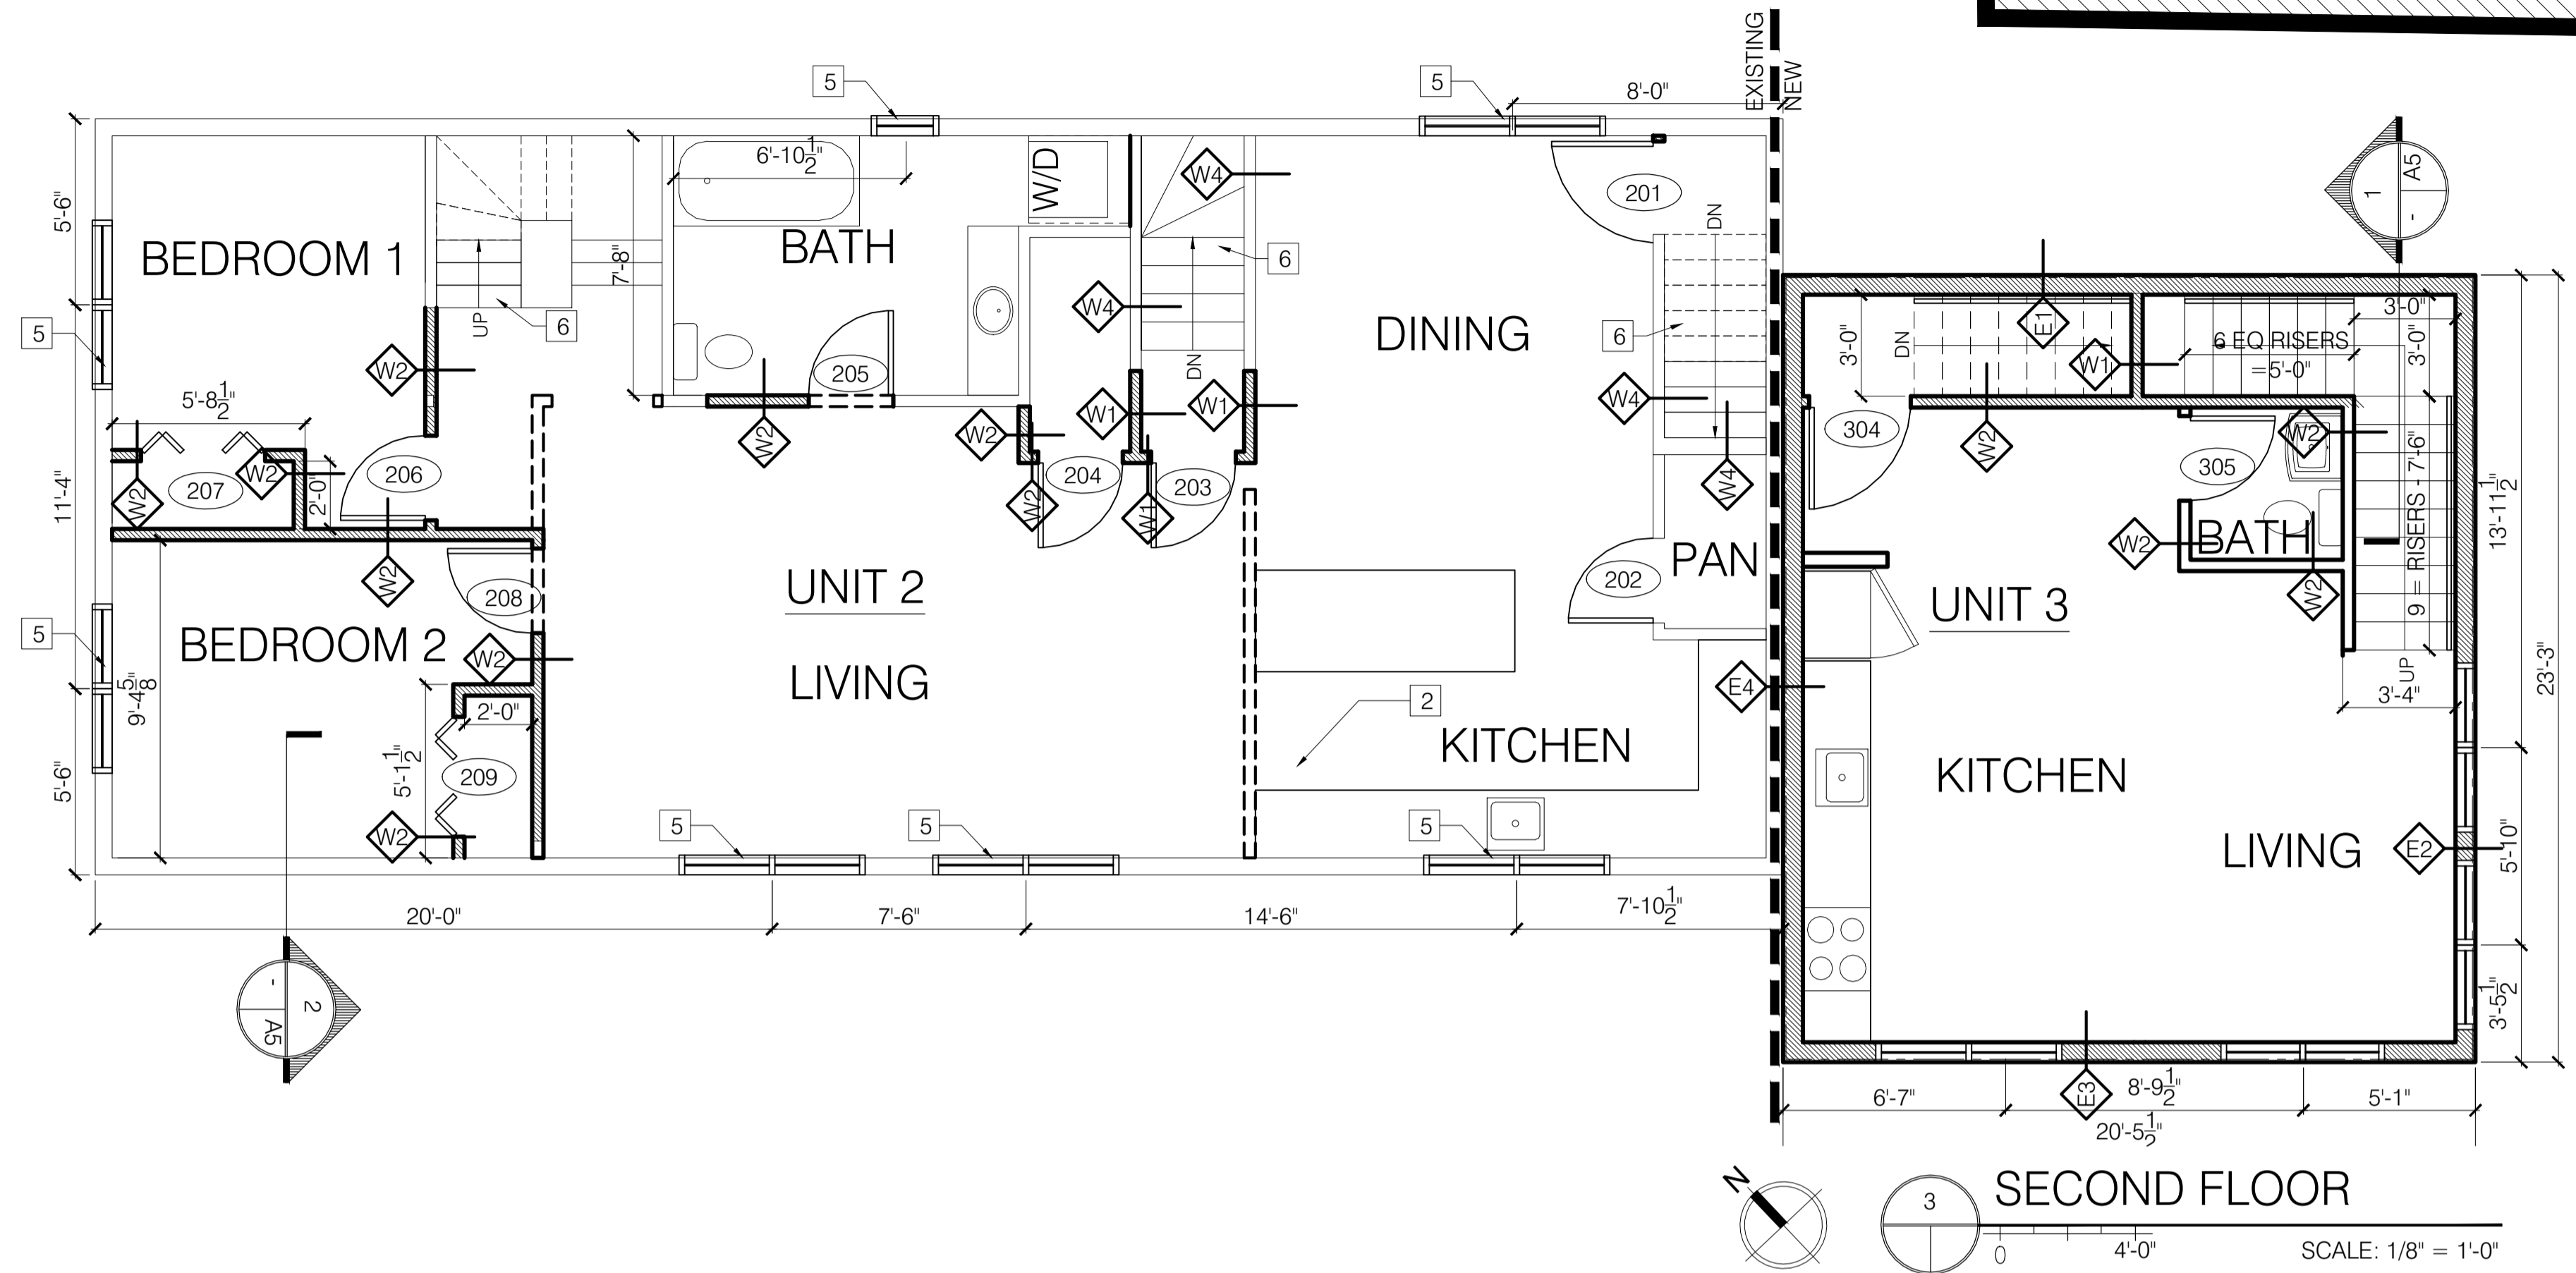 EXISTING
NEW
5
5
8'-0"
1
A5
-
5'-6"
6'-10 1/2"
W/D
W4
201
DN
BEDROOM 1
7'-8"
BATH
6
UP
6
W4
DINING
6
DN
E1
3'-0"
DN
W1
6 EQ RISERS
=5'-0"
3'-0"
3'-0"
5
W2
205
W4
5'-8 1/2"
W2
W2
W1
W1
304
W2
W2
305
9 = RISERS - 7'-6"
13'-11 1/2"
11'-4"
W2
207
W2
2'-0"
206
204
203
W2
W1
W4
W2
BATH
W2
W2
208
UNIT 2
202
PAN
UNIT 3
23'-3"
5
BEDROOM 2
W2
LIVING
E4
UP
3'-4"
9'-4 5/8"
2'-0"
2
KITCHEN
KITCHEN
5'-1 1/2"
209
5'-6"
W2
5
5
5
LIVING
E2
5'-10"
20'-0"
7'-6"
14'-6"
7'-10 1/2"
-
2
A5
3'-5 1/2"
6'-7"
E3
8'-9 1/2"
5'-1"
20'-5 1/2"
N
3
SECOND FLOOR
0
4'-0"
SCALE: 1/8" = 1'-0"